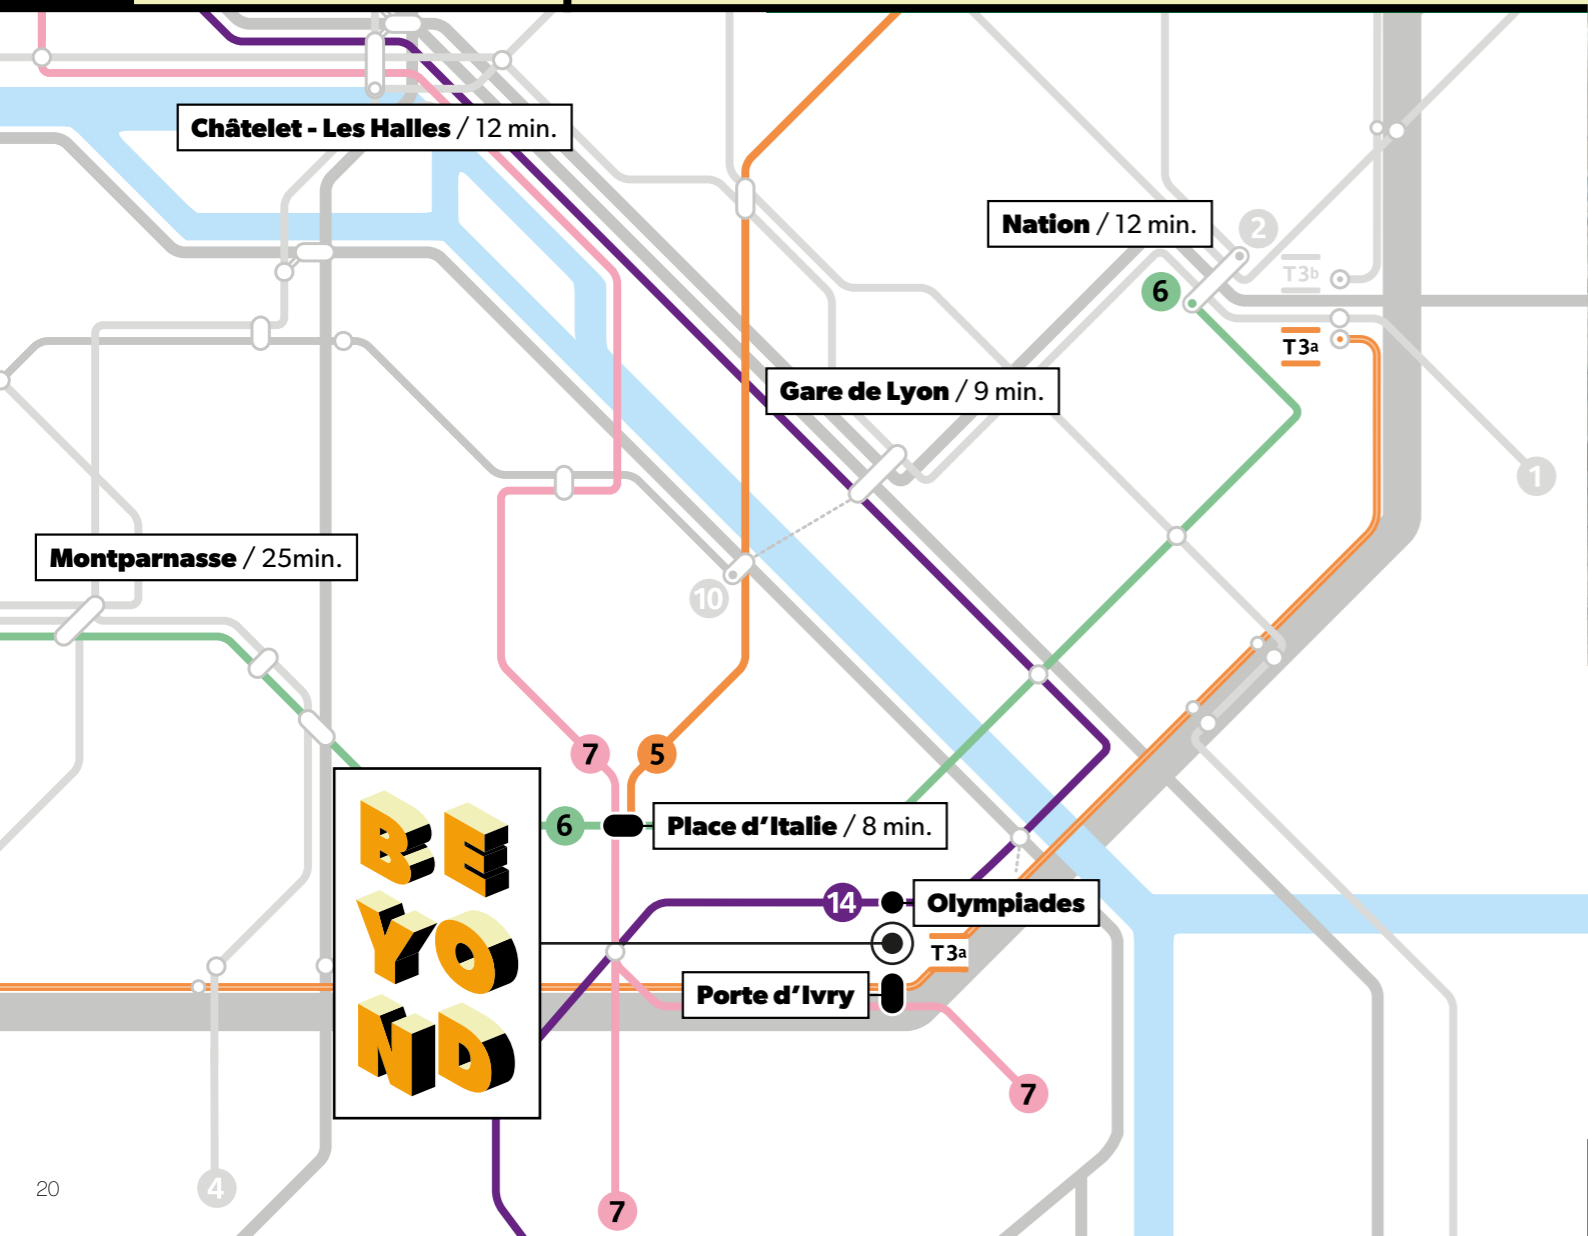 Châtelet - Les Halles / 12 min.
Nation / 12 min.
2
T3b
6
T3a
Gare de Lyon / 9 min.
1
Montparnasse / 25min.
10
7
5
6
Place d'Italie / 8 min.
BE
YO
ND
14
Olympiades
T3a
Porte d'Ivry
7
4
7
20